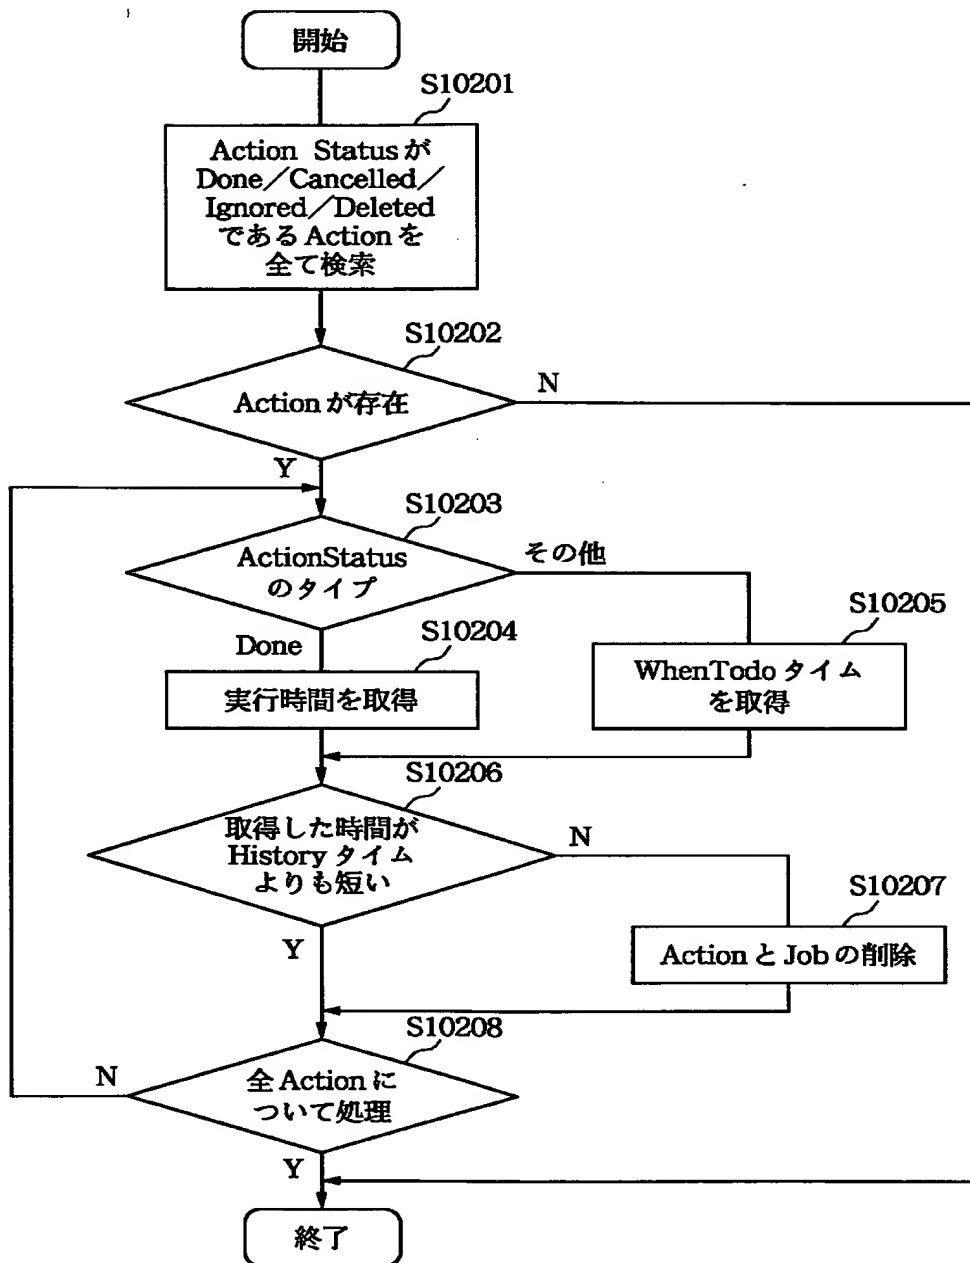 開始
S10201
Action Statusが
Done／Cancelled／
Ignored／Deleted
であるActionを
全て検索
S10202
Actionが存在
N
Y
S10203
ActionStatus
のタイプ
その他
Done
S10204
実行時間を取得
S10205
WhenTodoタイム
を取得
S10206
取得した時間が
Historyタイム
よりも短い
N
Y
S10207
ActionとJobの削除
S10208
全Actionに
ついて処理
N
Y
終了